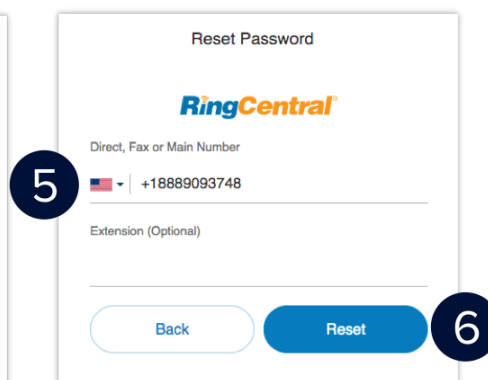 Reset Password
RingCentral®
Direct, Fax or Main Number
5
+18889093748
Extension (Optional)
Back
Reset
6